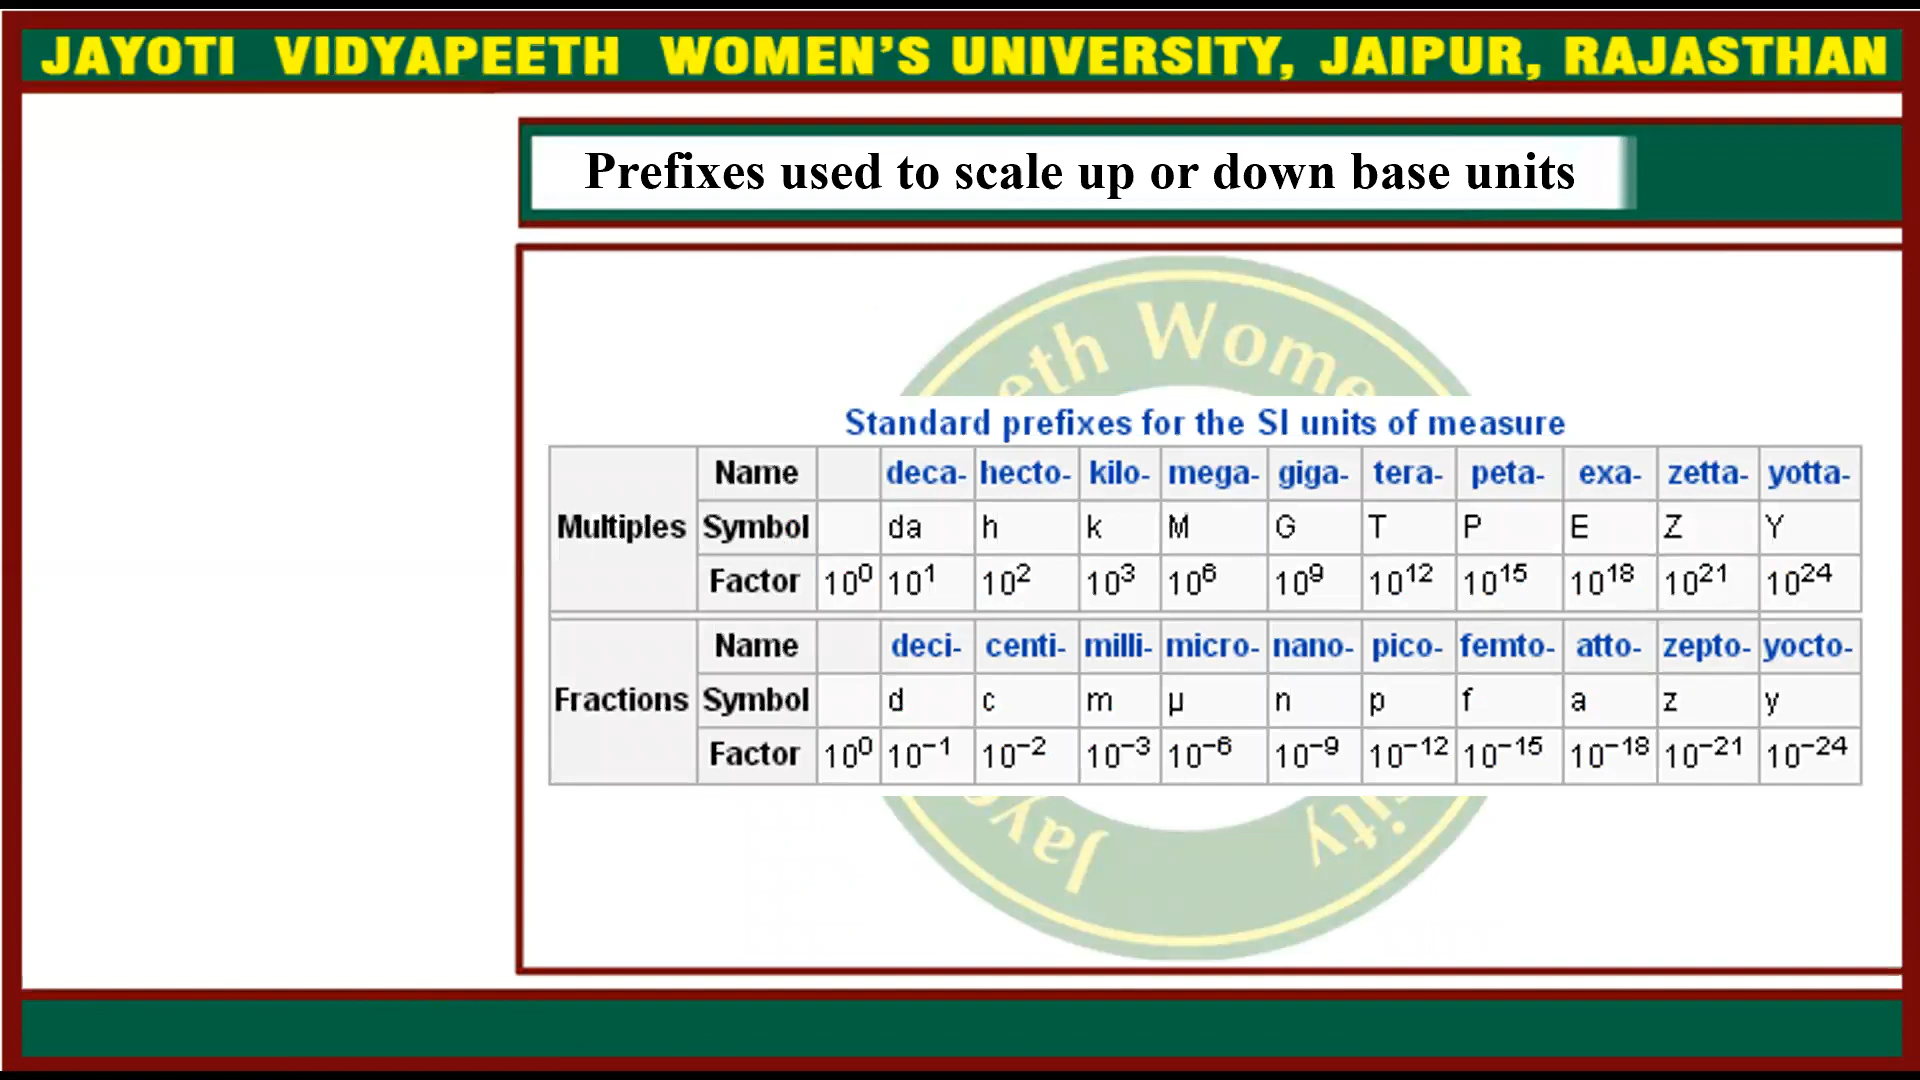 JAYOTI VIDYAPEETH WOMEN'S UNIVERSITY, JAIPUR, RAJASTHAN
Prefixes used to scale up or down base units
eth Wome
Standard prefixes for the SI units of measure
Multiples Name deca- hecto- kilo- mega- giga- tera- peta- exa- zetta- yotta-
Symbol da h k M G T P E Z Y
Factor 10⁰ 10¹ 10² 10³ 10⁶ 10⁹ 10¹² 10¹⁵ 10¹⁸ 10²¹ 10²⁴
Fractions Name deci- centi- milli- micro- nano- pico- femto- atto- zepto- yocto-
Symbol d c m µ n p f a z y
Factor 10⁰ 10⁻¹ 10⁻² 10⁻³ 10⁻⁶ 10⁻⁹ 10⁻¹² 10⁻¹⁵ 10⁻¹⁸ 10⁻²¹ 10⁻²⁴
Jayo sity